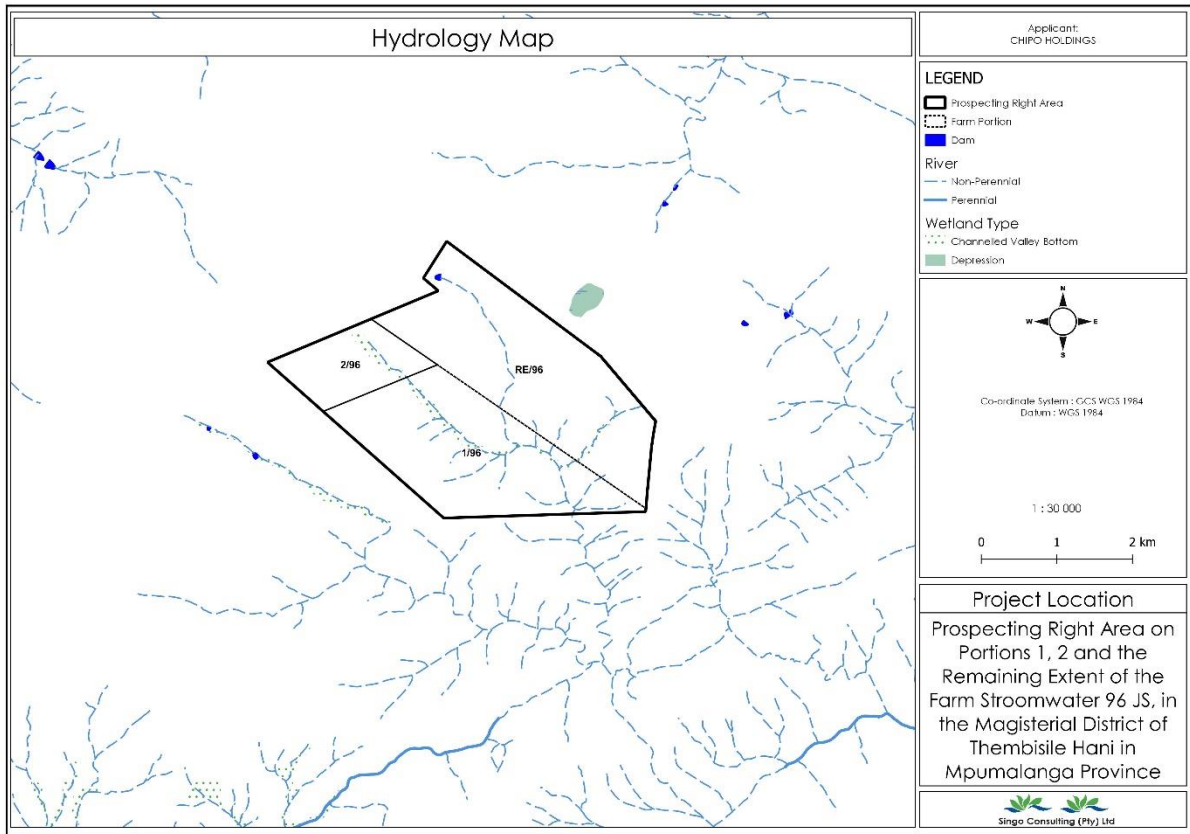 Hydrology Map
Applicant:
CHIPO HOLDINGS
LEGEND
Prospecting Right Area
Farm Portion
Dam
River
Non-Perennial
Perennial
Wetland Type
Channelled Valley Bottom
Depression
2/96
RE/96
1/96
N
W
E
S
Co-ordinate System : GCS WGS 1984
Datum : WGS 1984
1 : 30 000
0 1 2 km
Project Location
Prospecting Right Area on
Portions 1, 2 and the
Remaining Extent of the
Farm Stroomwater 96 JS, in
the Magisterial District of
Thembisile Hani in
Mpumalanga Province
Singo Consulting (Pty) Ltd